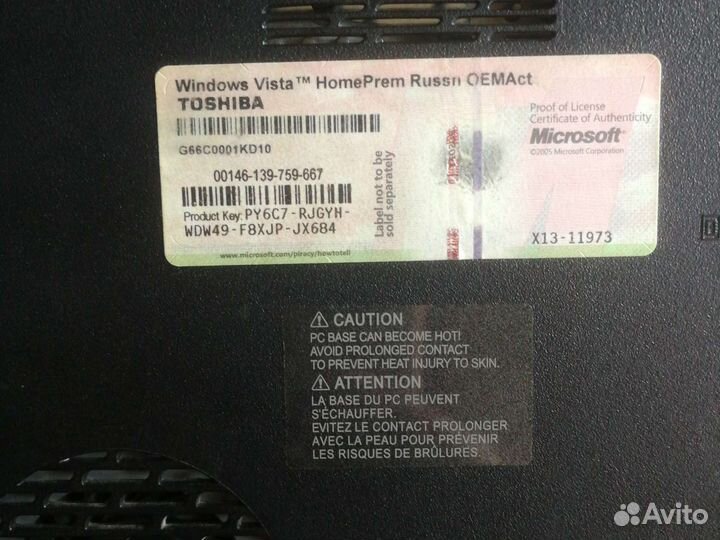 Windows Vista™ HomePrem Russn OEMAct
TOSHIBA
G66C0001KD10
00146-139-759-667
Product Key: PY6C7-RJGYH-
WDW49-F8XJP-JX684
www.microsoft.com/piracy/howtotell
Label not to be
sold separately
Proof of License
Certificate of Authenticity
Microsoft®
©2005 Microsoft Corporation
X13-11973
⚠ CAUTION
PC BASE CAN BECOME HOT!
AVOID PROLONGED CONTACT
TO PREVENT HEAT INJURY TO SKIN.
⚠ ATTENTION
LA BASE DU PC PEUVENT
S'ÉCHAUFFER.
EVITEZ LE CONTACT PROLONGER
AVEC LA PEAU POUR PRÉVENIR
LES RISQUES DE BRÛLURES.
Avito